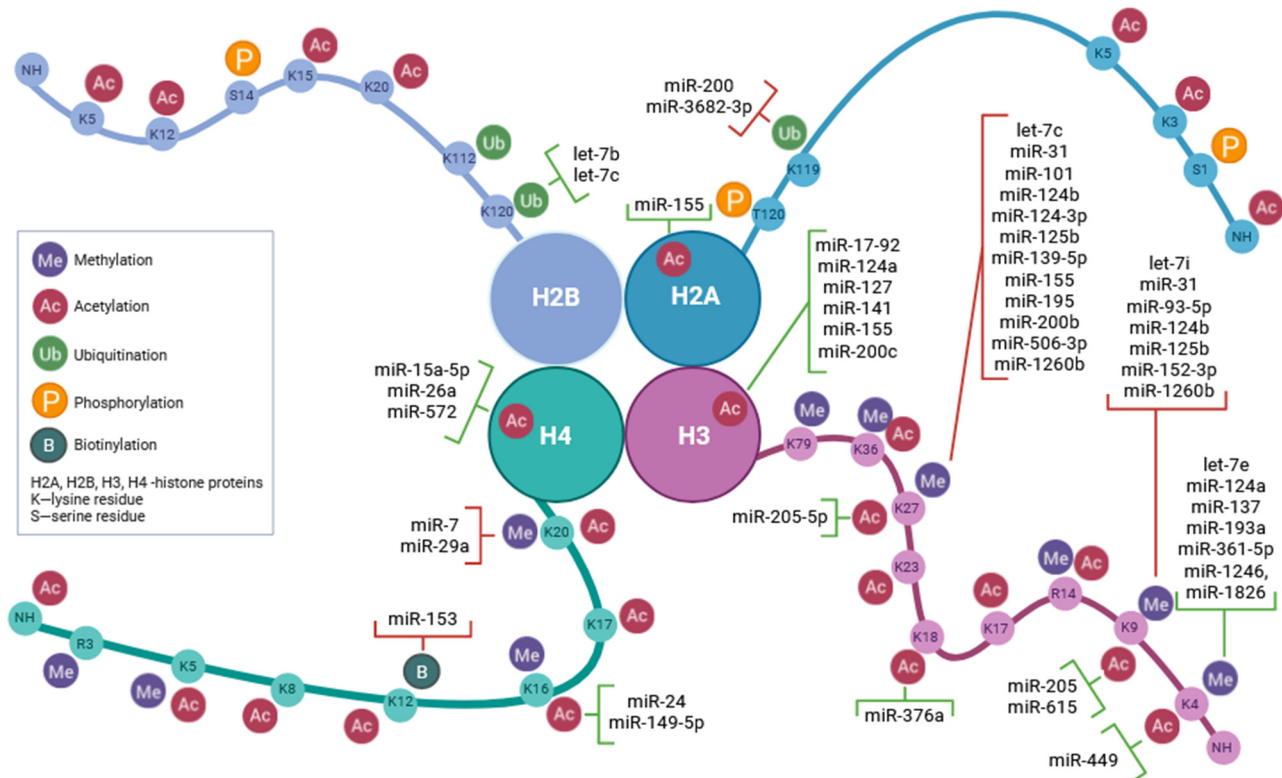 NH
K5
Ac
K12
Ac
S14
P
K15
Ac
K20
Ac
K112
Ub
K120
Ub
let-7b
let-7c
miR-200
miR-3682-3p
Ub
K119
P
T120
K5
Ac
K3
Ac
S1
P
NH
Ac
miR-155
Ac
H2B
H2A
H4
H3
Ac
Ac
miR-17-92
miR-124a
miR-127
miR-141
miR-155
miR-200c
let-7c
miR-31
miR-101
miR-124b
miR-124-3p
miR-125b
miR-139-5p
miR-155
miR-195
miR-200b
miR-506-3p
miR-1260b
let-7i
miR-31
miR-93-5p
miR-124b
miR-125b
miR-152-3p
miR-1260b
let-7e
miR-124a
miR-137
miR-193a
miR-361-5p
miR-1246,
miR-1826
Me Methylation
Ac Acetylation
Ub Ubiquitination
P Phosphorylation
B Biotinylation
H2A, H2B, H3, H4 -histone proteins
K—lysine residue
S—serine residue
miR-15a-5p
miR-26a
miR-572
miR-7
miR-29a
Me
K20
Ac
K17
Ac
Me
K16
Ac
miR-24
miR-149-5p
miR-153
B
K12
Ac
K8
Ac
K5
Me
Ac
R3
Me
NH
Ac
K79
Me
K36
Me
Ac
K27
Me
miR-205-5p
Ac
K23
Ac
K18
Ac
miR-376a
K17
Ac
R14
Me
Ac
K9
Me
Ac
miR-205
miR-615
K4
Me
Ac
miR-449
NH